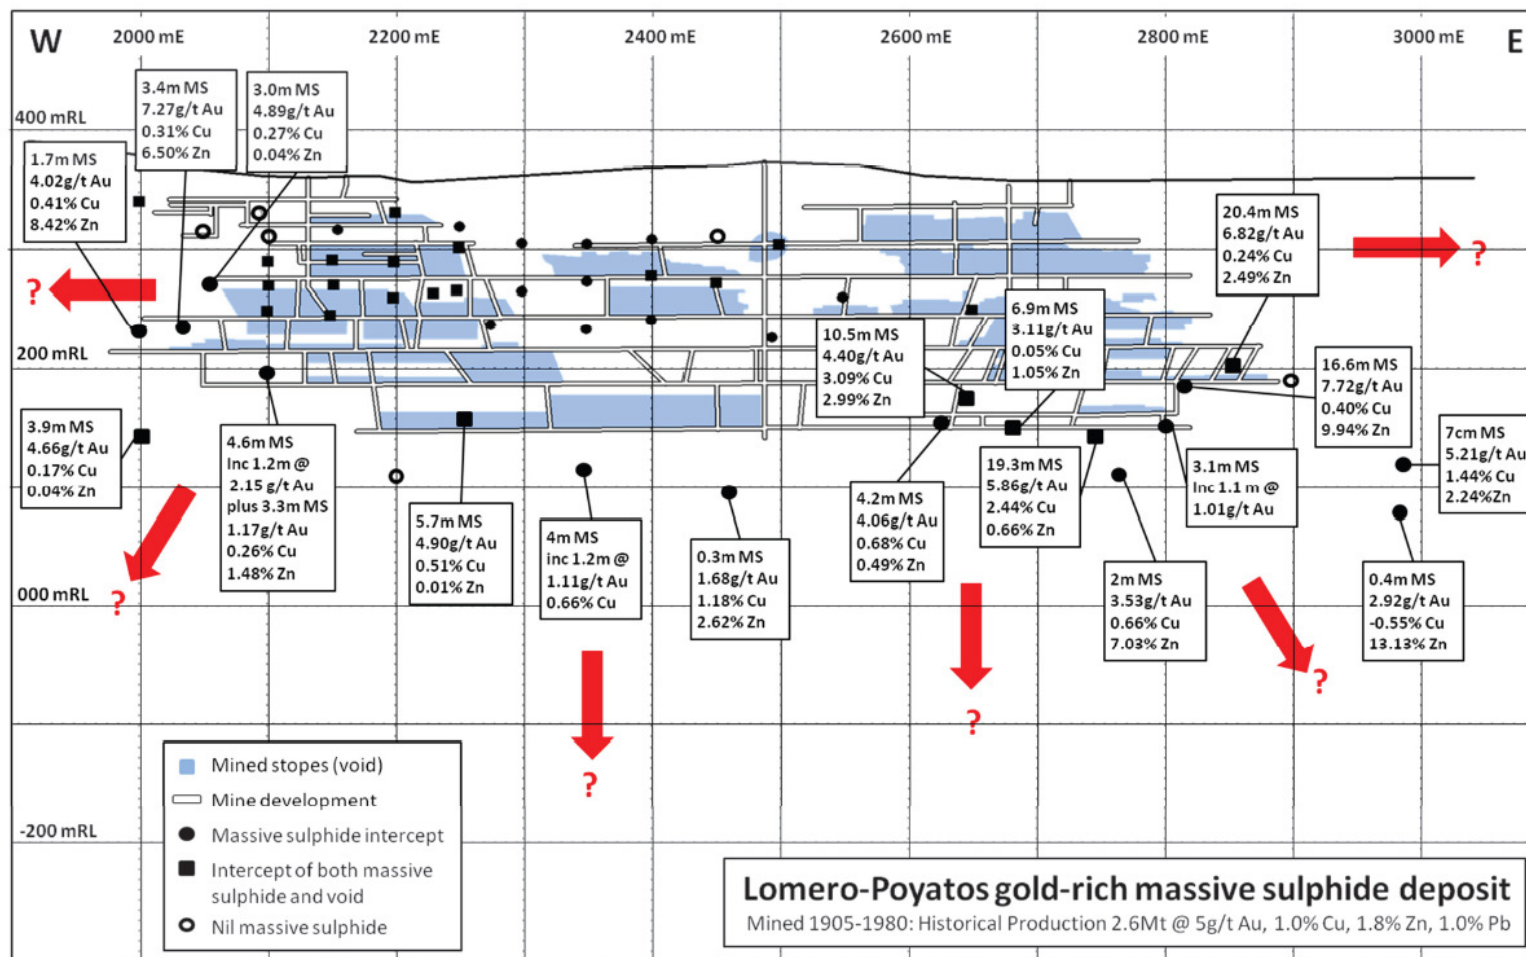 W
2000 mE
2200 mE
2400 mE
2600 mE
2800 mE
3000 mE
E
400 mRL
3.4m MS
7.27g/t Au
0.31% Cu
6.50% Zn
3.0m MS
4.89g/t Au
0.27% Cu
0.04% Zn
1.7m MS
4.02g/t Au
0.41% Cu
8.42% Zn
20.4m MS
6.82g/t Au
0.24% Cu
2.49% Zn
?
?
6.9m MS
3.11g/t Au
0.05% Cu
1.05% Zn
10.5m MS
4.40g/t Au
3.09% Cu
2.99% Zn
200 mRL
16.6m MS
7.72g/t Au
0.40% Cu
9.94% Zn
3.9m MS
4.66g/t Au
0.17% Cu
0.04% Zn
4.6m MS
Inc 1.2m @
2.15 g/t Au
plus 3.3m MS
1.17g/t Au
0.26% Cu
1.48% Zn
5.7m MS
4.90g/t Au
0.51% Cu
0.01% Zn
4m MS
inc 1.2m @
1.11g/t Au
0.66% Cu
0.3m MS
1.68g/t Au
1.18% Cu
2.62% Zn
4.2m MS
4.06g/t Au
0.68% Cu
0.49% Zn
19.3m MS
5.86g/t Au
2.44% Cu
0.66% Zn
3.1m MS
Inc 1.1 m @
1.01g/t Au
7cm MS
5.21g/t Au
1.44% Cu
2.24%Zn
2m MS
3.53g/t Au
0.66% Cu
7.03% Zn
0.4m MS
2.92g/t Au
-0.55% Cu
13.13% Zn
000 mRL
?
?
?
?
-200 mRL
Mined stopes (void)
Mine development
Massive sulphide intercept
Intercept of both massive
sulphide and void
Nil massive sulphide
Lomero-Poyatos gold-rich massive sulphide deposit
Mined 1905-1980: Historical Production 2.6Mt @ 5g/t Au, 1.0% Cu, 1.8% Zn, 1.0% Pb